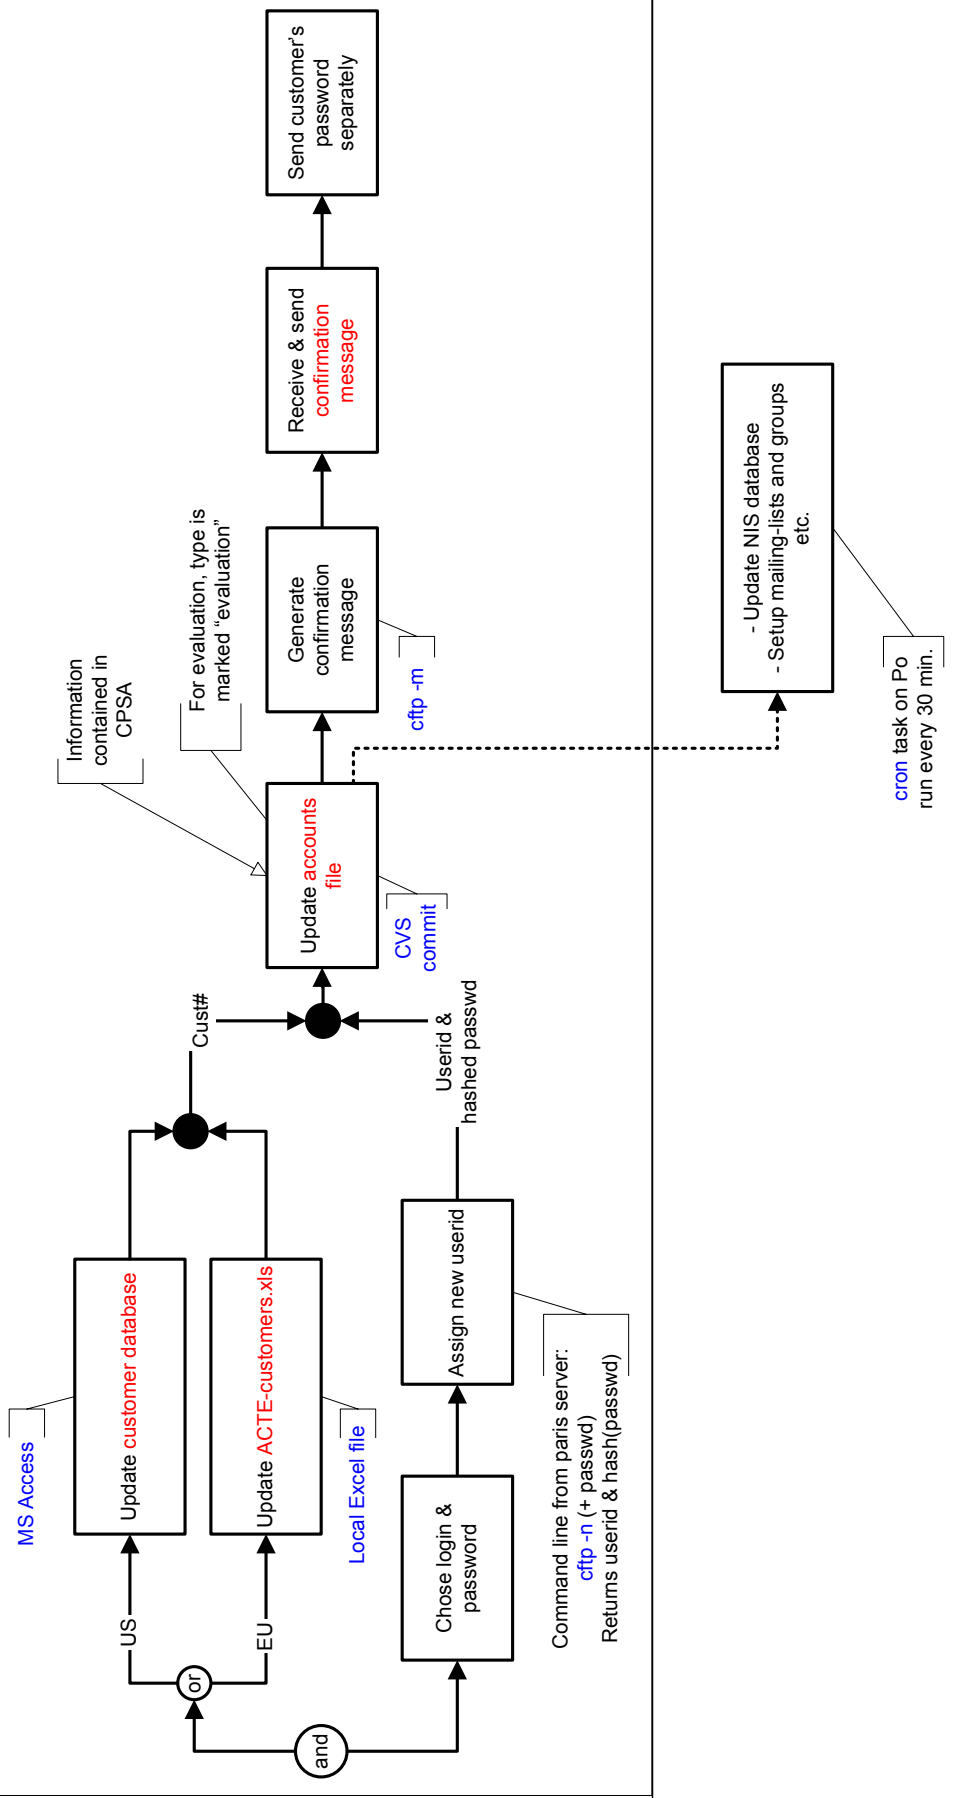 and
or
US
EU
MS Access
Update customer database
Update ACTE-customers.xls
Local Excel file
Chose login &
password
Assign new userid
Command line from paris server:
cftp -n (+ passwd)
Returns userid & hash(passwd)
Cust#
Userid &
hashed passwd
Information
contained in
CPSA
For evaluation, type is
marked “evaluation”
Update accounts
file
CVS
commit
Generate
confirmation
message
cftp -m
Receive & send
confirmation
message
Send customer’s
password
separately
- Update NIS database
- Setup mailing-lists and groups
etc.
cron task on Po
run every 30 min.